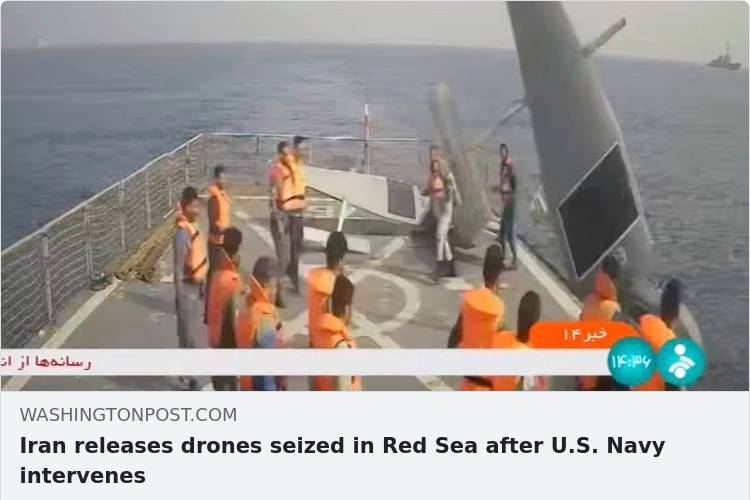 خبر ۱۴
رسانه‌ها از
۱۴:۳۶
WASHINGTONPOST.COM
Iran releases drones seized in Red Sea after U.S. Navy
intervenes